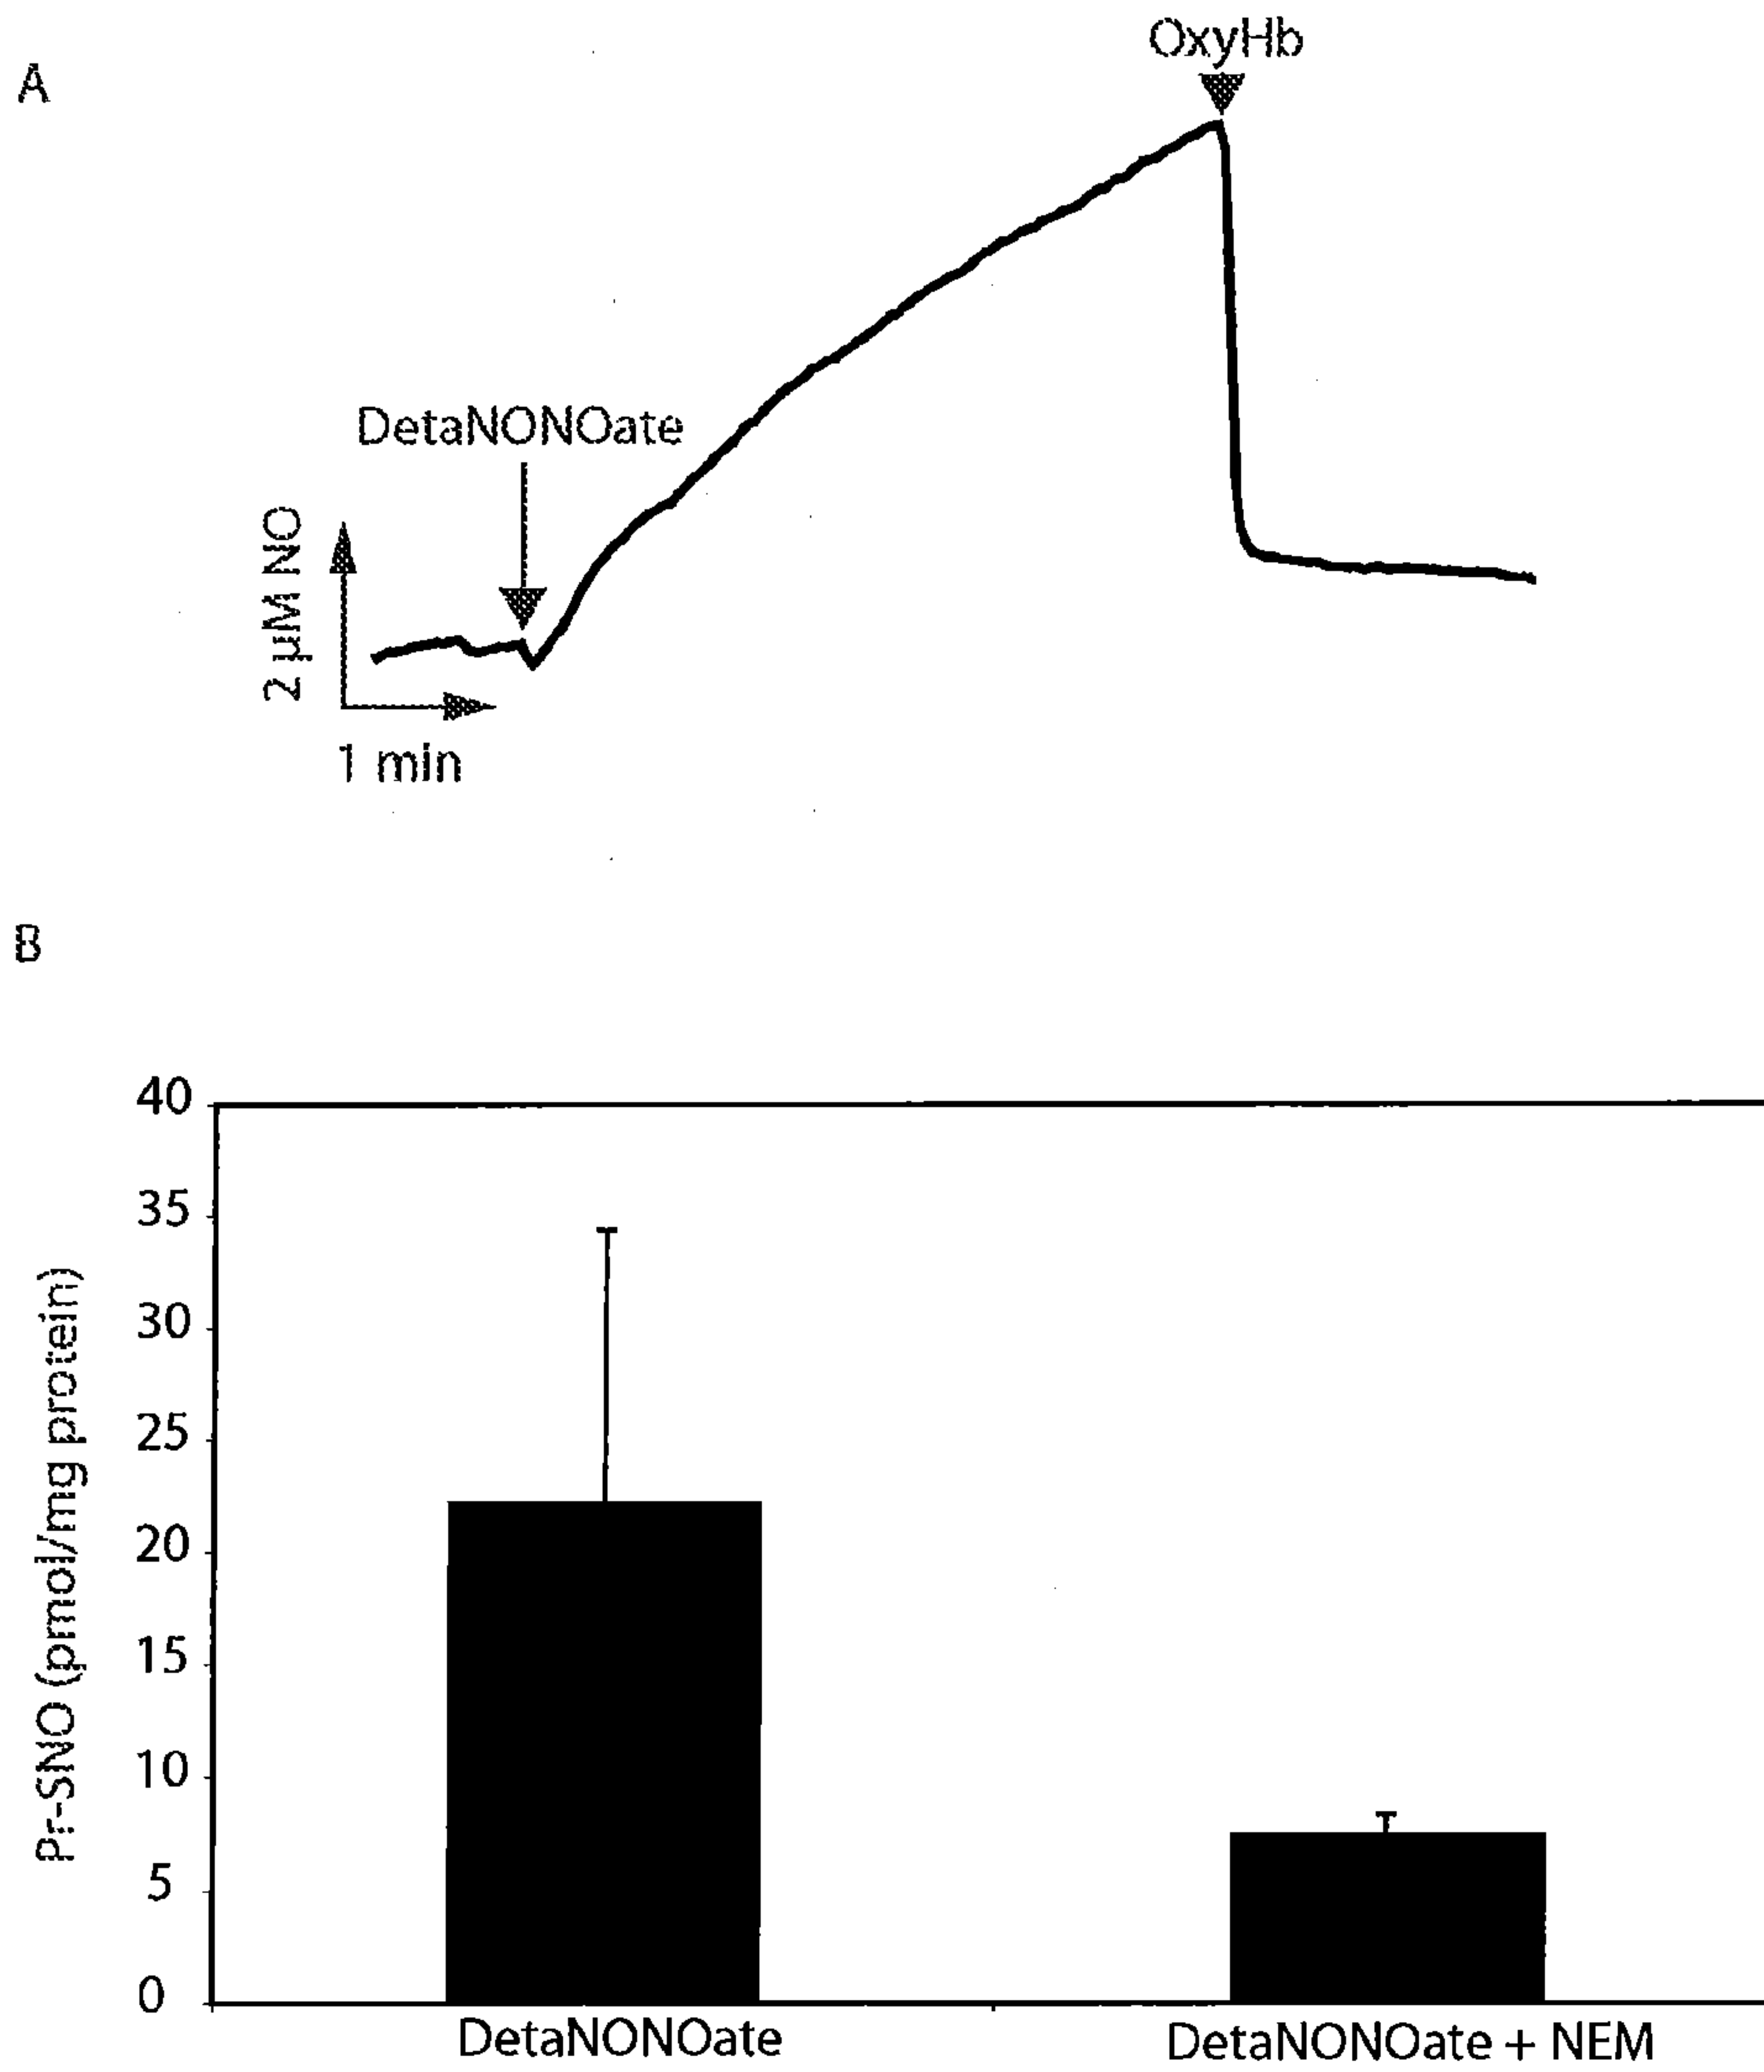 A
OxyHb
DetaNONOate
2 µM NO
1 min
B
40
35
30
25
20
15
10
5
0
Pr-SNO (pmol/mg protein)
DetaNONOate
DetaNONOate + NEM